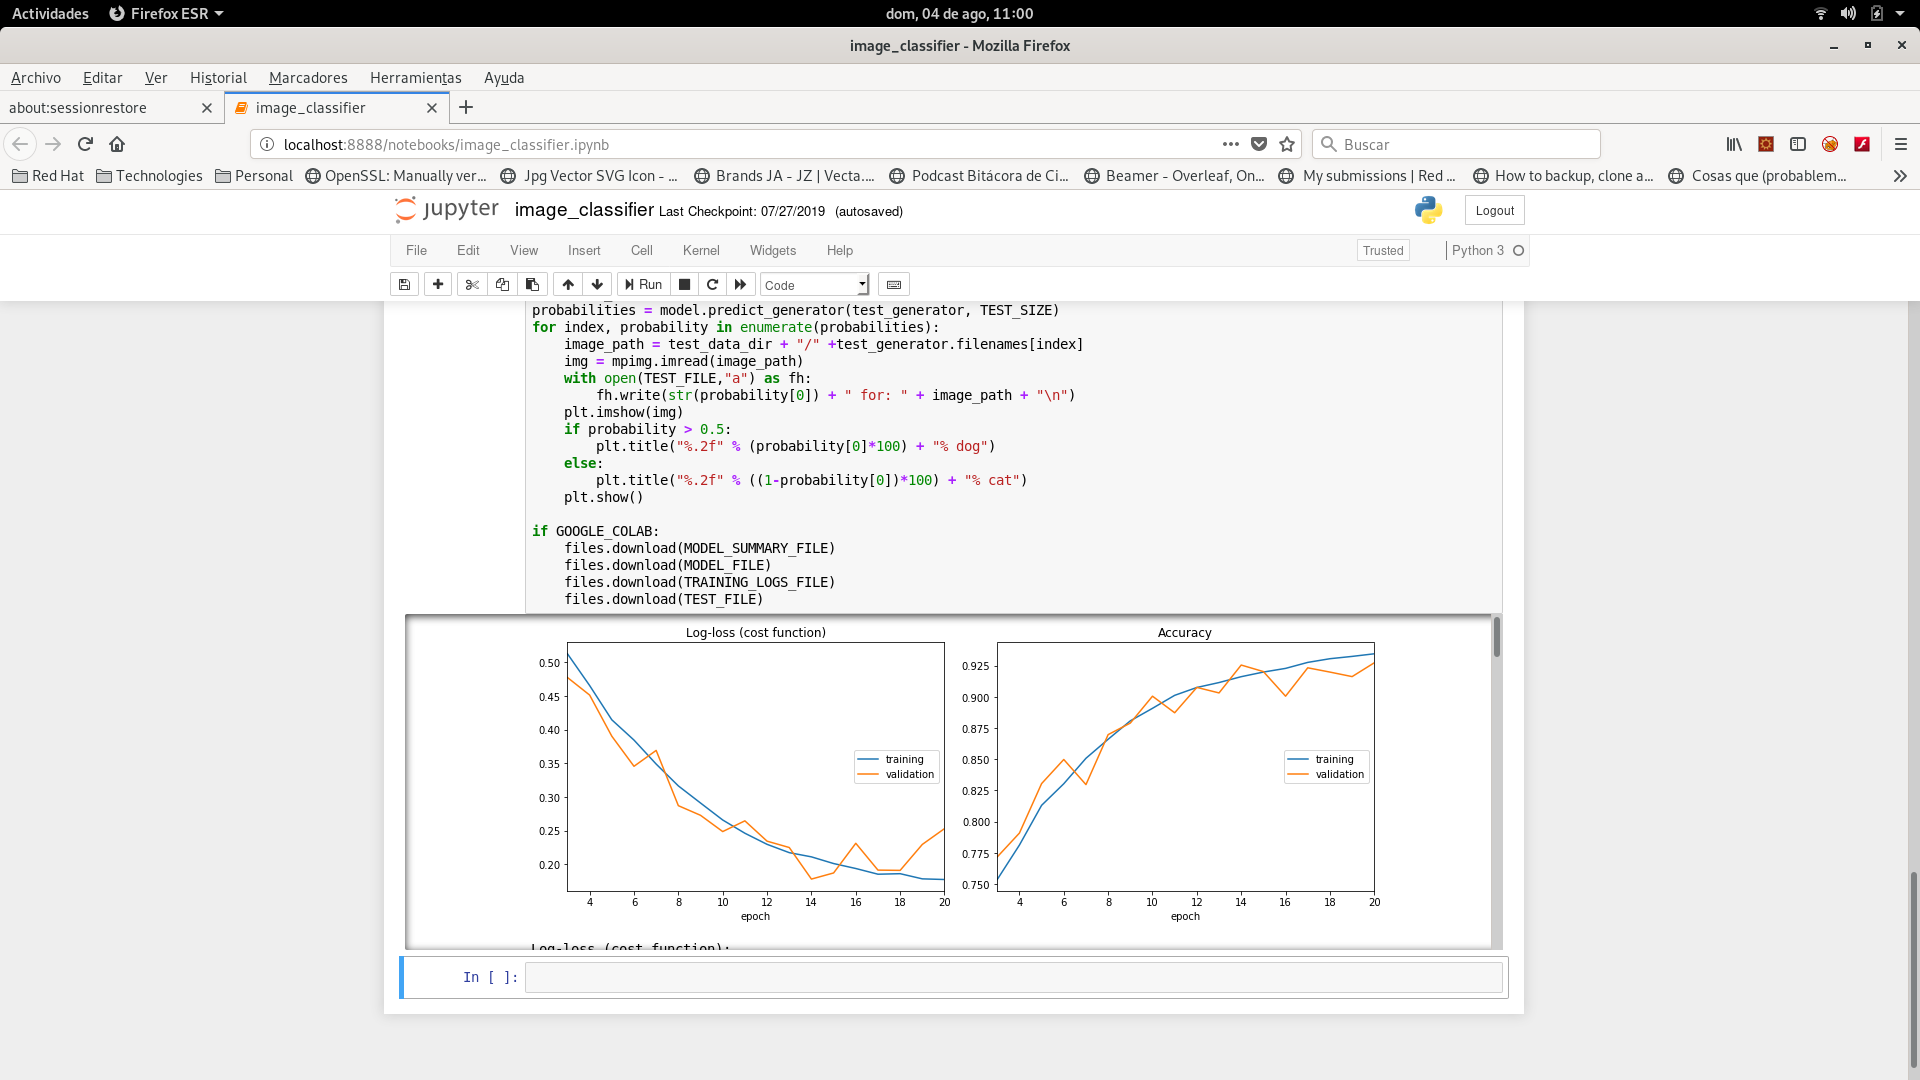 Actividades Firefox ESR dom, 04 de ago, 11:00
image_classifier - Mozilla Firefox
Archivo Editar Ver Historial Marcadores Herramientas Ayuda
about:sessionrestore image_classifier
localhost:8888/notebooks/image_classifier.ipynb Buscar
Red Hat Technologies Personal OpenSSL: Manually ver... Jpg Vector SVG Icon - ... Brands JA - JZ | Vecta.... Podcast Bitácora de Ci... Beamer - Overleaf, On... My submissions | Red ... How to backup, clone a... Cosas que (problem...
jupyter image_classifier Last Checkpoint: 07/27/2019 (autosaved) Logout
File Edit View Insert Cell Kernel Widgets Help Trusted Python 3
Run Code
probabilities = model.predict_generator(test_generator, TEST_SIZE)
for index, probability in enumerate(probabilities):
    image_path = test_data_dir + "/" +test_generator.filenames[index]
    img = mpimg.imread(image_path)
    with open(TEST_FILE,"a") as fh:
        fh.write(str(probability[0]) + " for: " + image_path + "\n")
    plt.imshow(img)
    if probability > 0.5:
        plt.title("%.2f" % (probability[0]*100) + "% dog")
    else:
        plt.title("%.2f" % ((1-probability[0])*100) + "% cat")
    plt.show()
if GOOGLE_COLAB:
    files.download(MODEL_SUMMARY_FILE)
    files.download(MODEL_FILE)
    files.download(TRAINING_LOGS_FILE)
    files.download(TEST_FILE)
Log-loss (cost function)
0.50
0.45
0.40
0.35
0.30
0.25
0.20
training
validation
4 6 8 10 12 14 16 18 20
epoch
Accuracy
0.925
0.900
0.875
0.850
0.825
0.800
0.775
0.750
training
validation
4 6 8 10 12 14 16 18 20
epoch
Log-loss (cost function):
In [ ]: